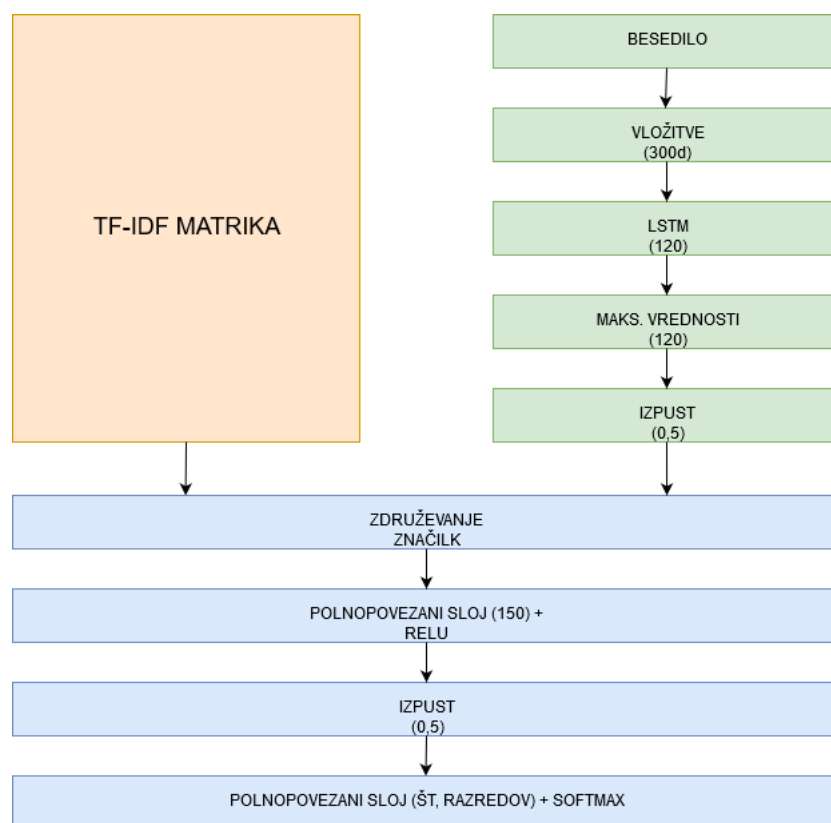 TF-IDF MATRIKA
BESEDILO
VLOŽITVE
(300d)
LSTM
(120)
MAKS. VREDNOSTI
(120)
IZPUST
(0,5)
ZDRUŽEVANJE
ZNAČILK
POLNOPOVEZANI SLOJ (150) +
RELU
IZPUST
(0,5)
POLNOPOVEZANI SLOJ (ŠT, RAZREDOV) + SOFTMAX